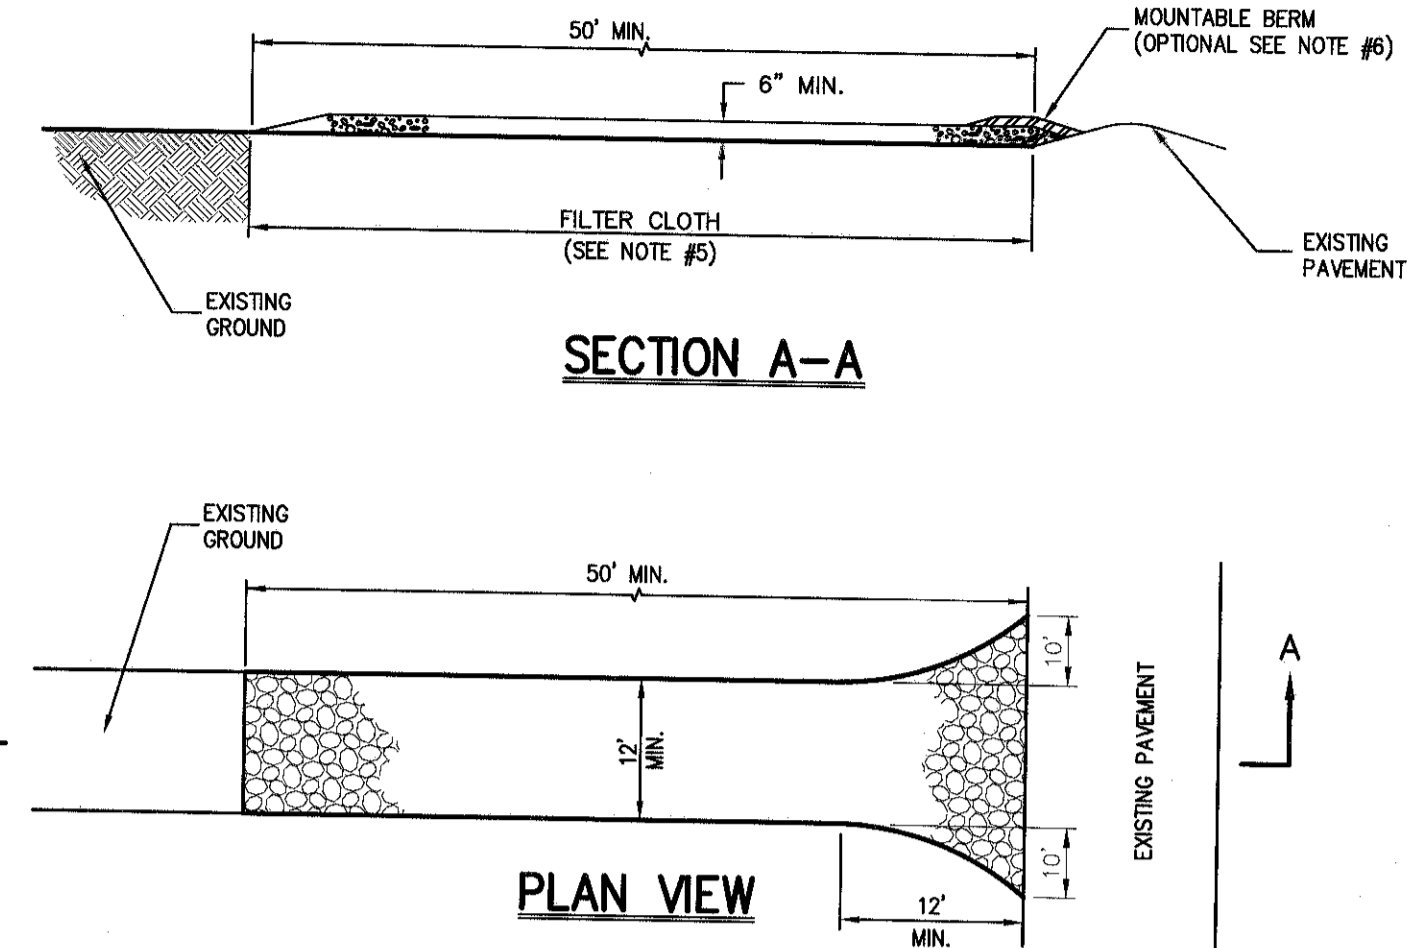 MOUNTABLE BERM
(OPTIONAL SEE NOTE #6)
50' MIN.
6" MIN.
FILTER CLOTH
(SEE NOTE #5)
EXISTING
PAVEMENT
EXISTING
GROUND
SECTION A-A
EXISTING
GROUND
50' MIN.
10'
12'
MIN.
EXISTING PAVEMENT
A
10'
PLAN VIEW
12'
MIN.